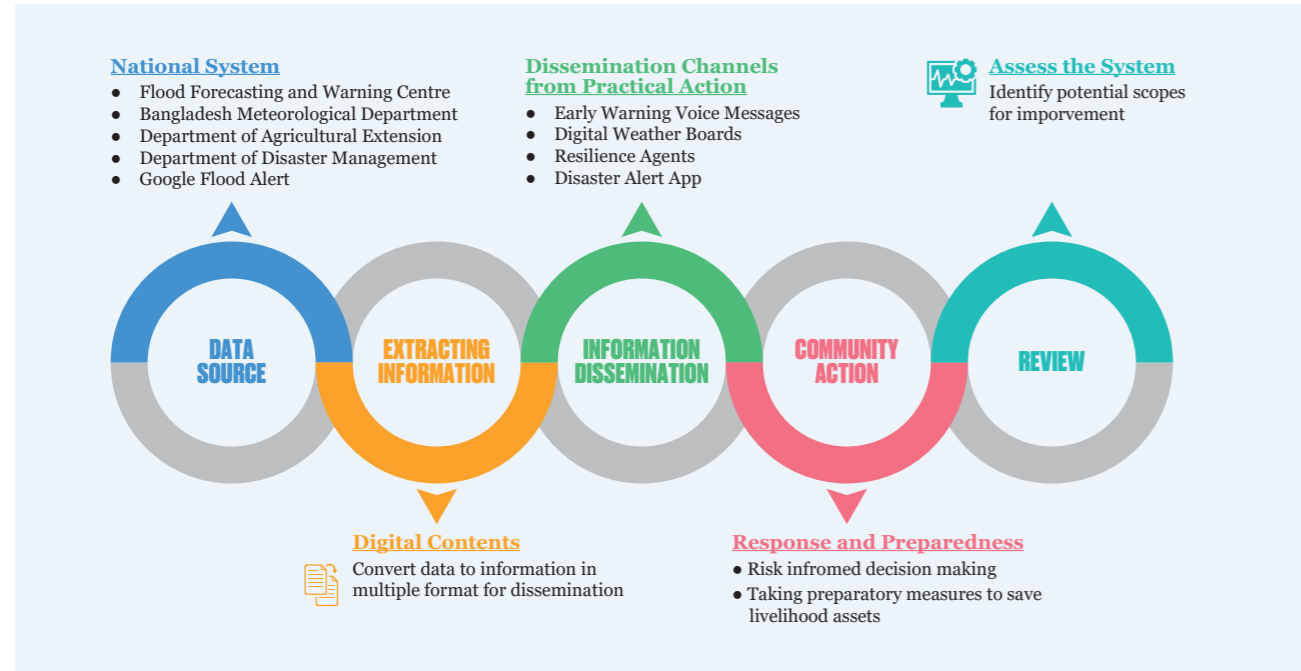 National System
● Flood Forecasting and Warning Centre
● Bangladesh Meteorological Department
● Department of Agricultural Extension
● Department of Disaster Management
● Google Flood Alert
Dissemination Channels
from Practical Action
● Early Warning Voice Messages
● Digital Weather Boards
● Resilience Agents
● Disaster Alert App
Assess the System
Identify potential scopes
for imporvement
DATA
SOURCE
EXTRACTING
INFORMATION
INFORMATION
DISSEMINATION
COMMUNITY
ACTION
REVIEW
Digital Contents
Convert data to information in
multiple format for dissemination
Response and Preparedness
● Risk infromed decision making
● Taking preparatory measures to save
livelihood assets